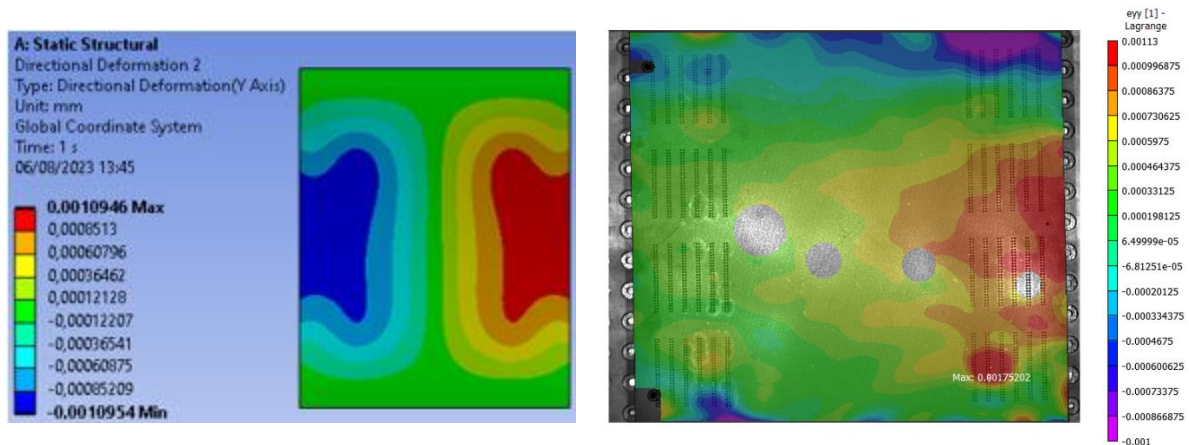 A: Static Structural
Directional Deformation 2
Type: Directional Deformation(Y Axis)
Unit: mm
Global Coordinate System
Time: 1 s
06/08/2023 13:45
0,0010946 Max
0,0008513
0,00060796
0,00036462
0,00012128
-0,00012207
-0,00036541
-0,00060875
-0,00085209
-0,0010954 Min
Max: 0.00175202
eyy [1] -
Lagrange
0.00113
0.000996875
0.00086375
0.000730625
0.0005975
0.000464375
0.00033125
0.000198125
6.49999e-05
-6.81251e-05
-0.00020125
-0.000334375
-0.0004675
-0.000600625
-0.00073375
-0.000866875
-0.001